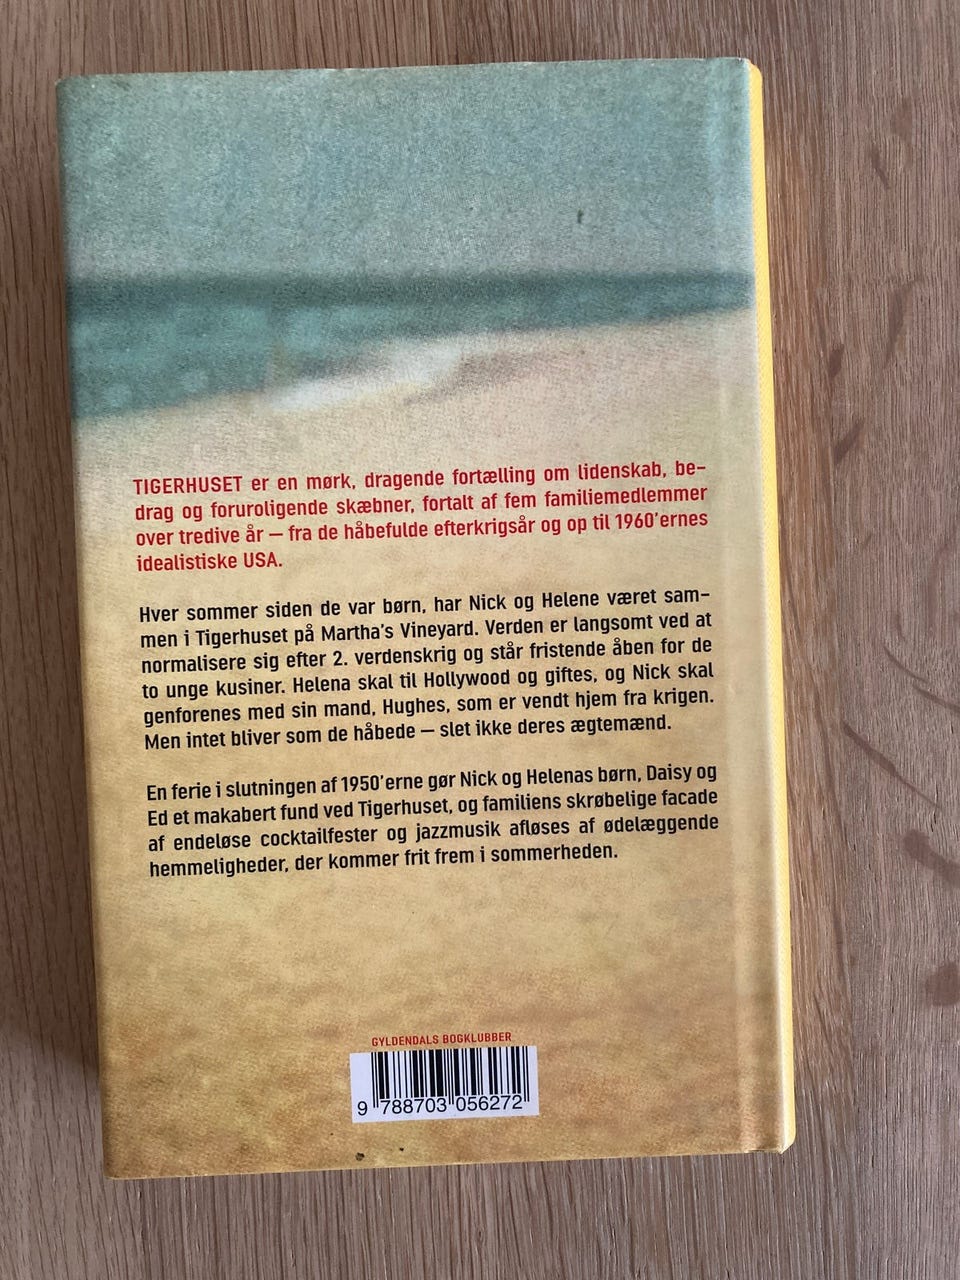 TIGERHUSET er en mørk, dragende fortælling om lidenskab, be-
drag og foruroligende skæbner, fortalt af fem familiemedlemmer
over tredive år – fra de håbefulde efterkrigsår og op til 1960'ernes
idealistiske USA.
Hver sommer siden de var børn, har Nick og Helene været sam-
men i Tigerhuset på Martha's Vineyard. Verden er langsomt ved at
normalisere sig efter 2. verdenskrig og står fristende åben for de
to unge kusiner. Helena skal til Hollywood og giftes, og Nick skal
genforenes med sin mand, Hughes, som er vendt hjem fra krigen.
Men intet bliver som de håbede – slet ikke deres ægtemænd.
En ferie i slutningen af 1950'erne gør Nick og Helenas børn, Daisy og
Ed et makabert fund ved Tigerhuset, og familiens skrøbelige facade
af endeløse cocktailfester og jazzmusik afløses af ødelæggende
hemmeligheder, der kommer frit frem i sommerheden.
GYLDENDALS BOGKLUBBER
9 788703 056272